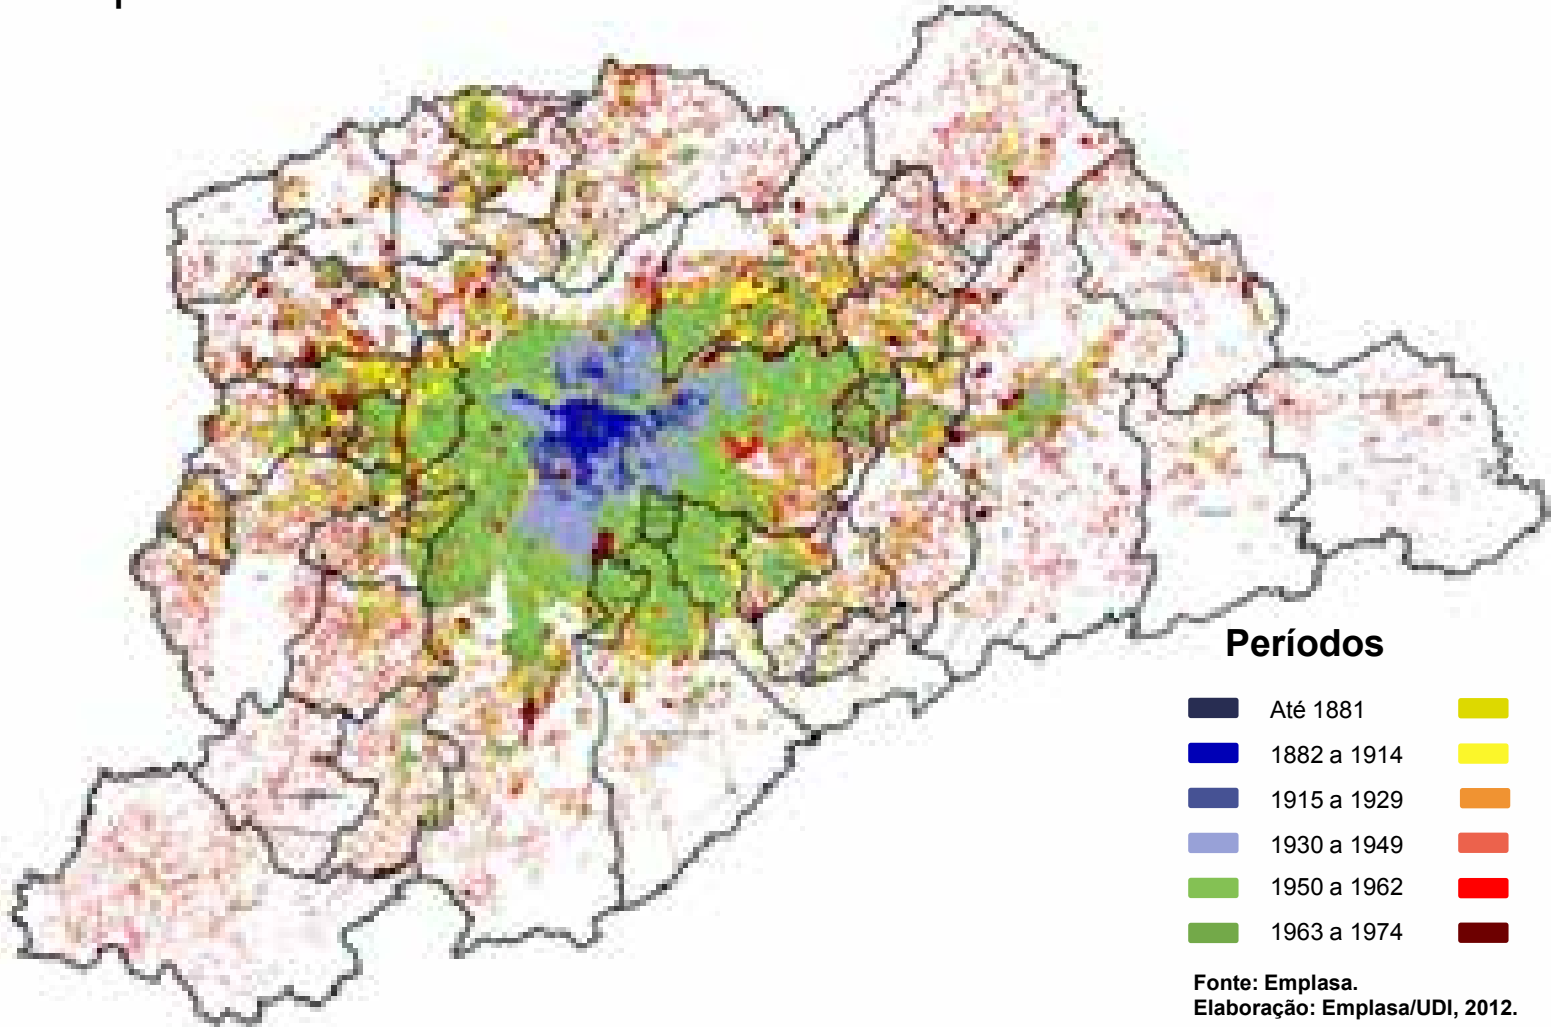 Períodos
Até 1881
1882 a 1914
1915 a 1929
1930 a 1949
1950 a 1962
1963 a 1974
Fonte: Emplasa.
Elaboração: Emplasa/UDI, 2012.